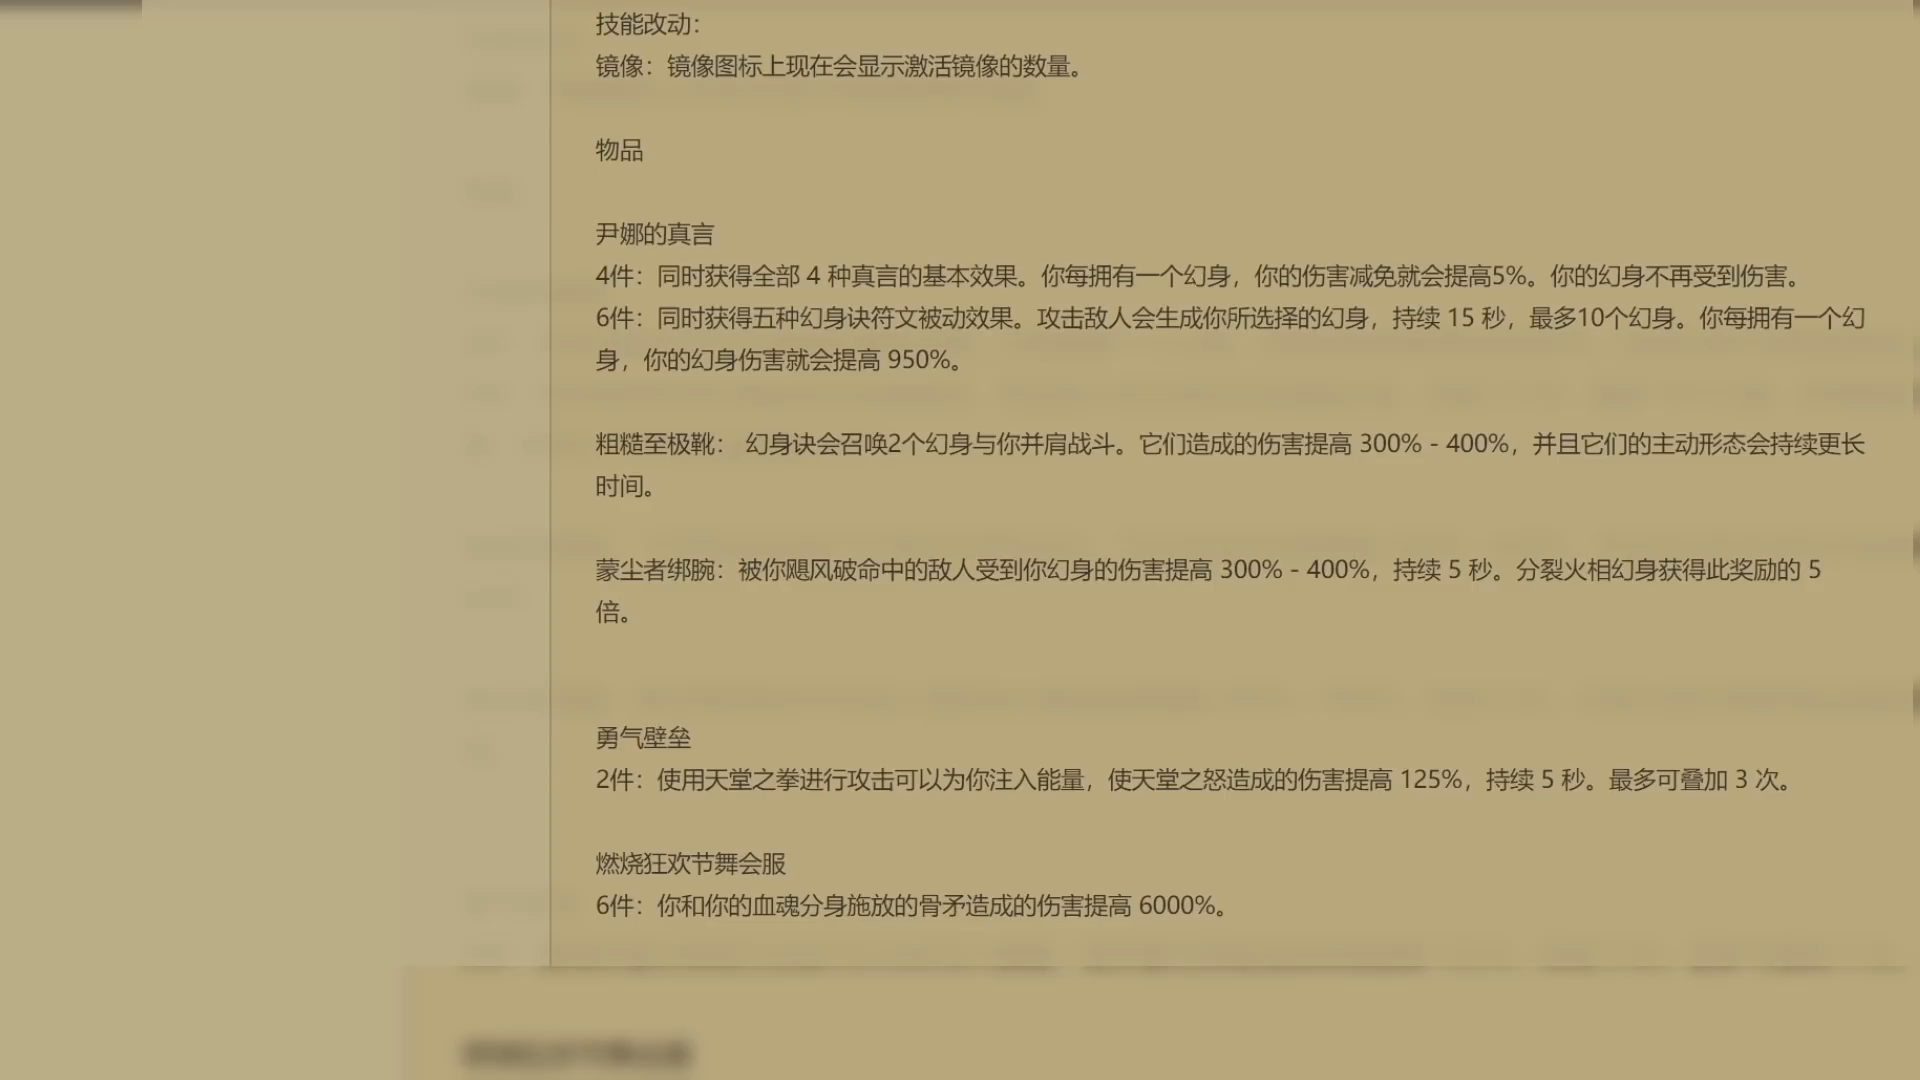 技能改动：
镜像：镜像图标上现在会显示激活镜像的数量。
物品
尹娜的真言
4件：同时获得全部 4 种真言的基本效果。你每拥有一个幻身，你的伤害减免就会提高5%。你的幻身不再受到伤害。
6件：同时获得五种幻身诀符文被动效果。攻击敌人会生成你所选择的幻身，持续 15 秒，最多10个幻身。你每拥有一个幻
身，你的幻身伤害就会提高 950%。
粗糙至极靴： 幻身诀会召唤2个幻身与你并肩战斗。它们造成的伤害提高 300% - 400%，并且它们的主动形态会持续更长
时间。
蒙尘者绑腕：被你飓风破命中的敌人受到你幻身的伤害提高 300% - 400%，持续 5 秒。分裂火相幻身获得此奖励的 5
倍。
勇气壁垒
2件：使用天堂之拳进行攻击可以为你注入能量，使天堂之怒造成的伤害提高 125%，持续 5 秒。最多可叠加 3 次。
燃烧狂欢节舞会服
6件：你和你的血魂分身施放的骨矛造成的伤害提高 6000%。